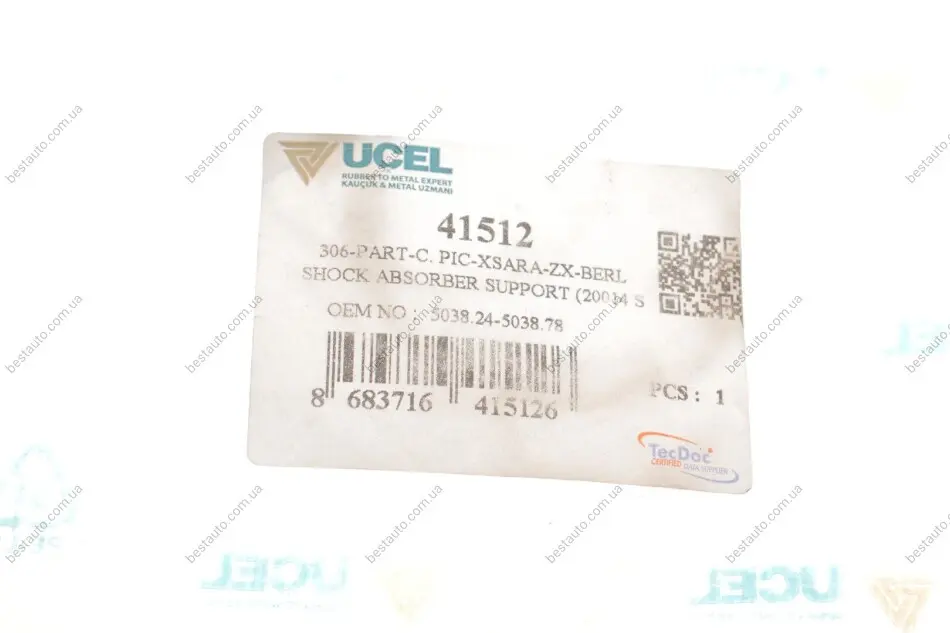 UCEL
RUBBER TO METAL EXPERT
KAUÇUK & METAL UZMANI
41512
306-PART-C. PIC-XSARA-ZX-BERL
SHOCK ABSORBER SUPPORT
OEM NO : 5038.24-5038.78
8 683716 415126
PCS : 1
TecDoc
CERTIFIED DATA SUPPLIER
UCEL
UCEL
bestauto.com.ua